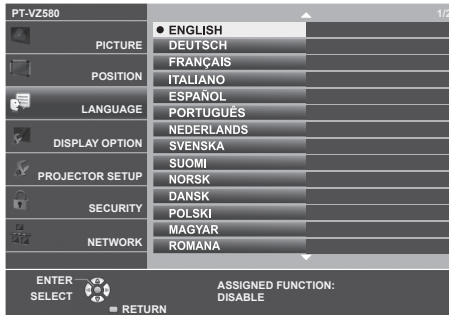 PT-VZ580
1/2
PICTURE
POSITION
LANGUAGE
DISPLAY OPTION
PROJECTOR SETUP
SECURITY
NETWORK
ENGLISH
DEUTSCH
FRANÇAIS
ITALIANO
ESPAÑOL
PORTUGUÊS
NEDERLANDS
SVENSKA
SUOMI
NORSK
DANSK
POLSKI
MAGYAR
ROMANA
ENTER
SELECT
RETURN
ASSIGNED FUNCTION:
DISABLE